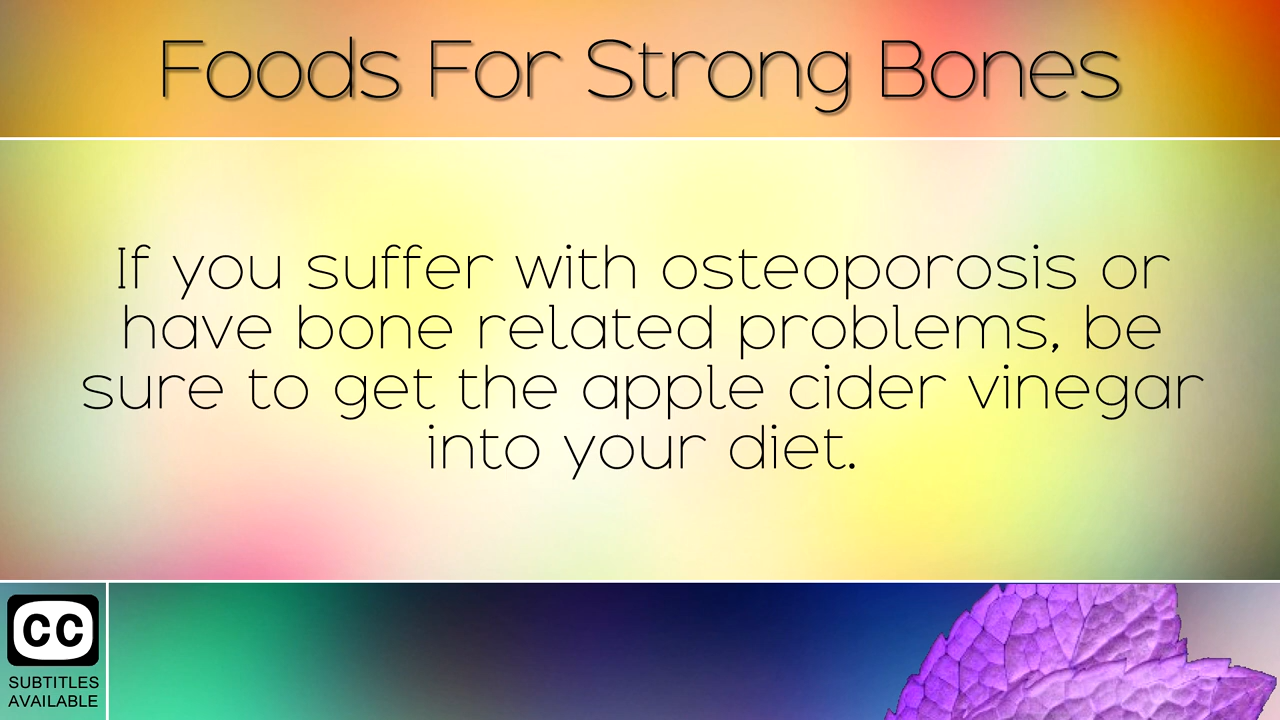 Foods For Strong Bones
If you suffer with osteoporosis or
have bone related problems, be
sure to get the apple cider vinegar
into your diet.
CC
SUBTITLES
AVAILABLE